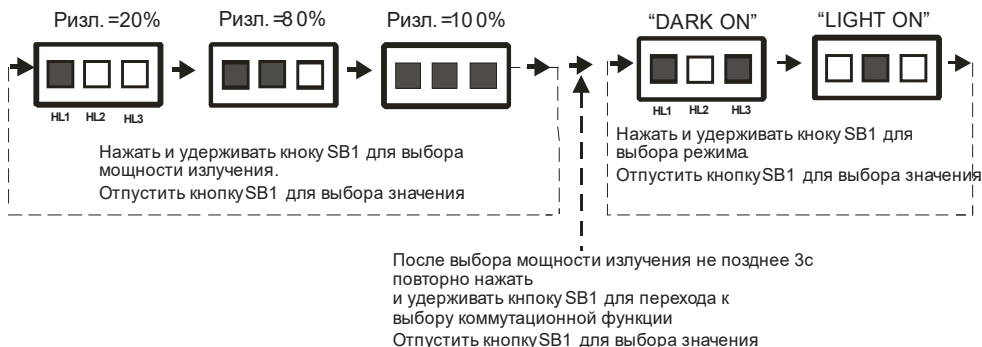 Ризл.=20%
Ризл.=80%
Ризл.=100%
“DARK ON”
“LIGHT ON”
HL1 HL2 HL3
Нажать и удерживать кноку SB1 для выбора
мощности излучения.
Отпустить кнопку SB1 для выбора значения
Нажать и удерживать кноку SB1 для
выбора режима.
Отпустить кнопку SB1 для выбора значения
После выбора мощности излучения не позднее 3с
повторно нажать
и удерживать кнпоку SB1 для перехода к
выбору коммутационной функции
Отпустить кнопку SB1 для выбора значения